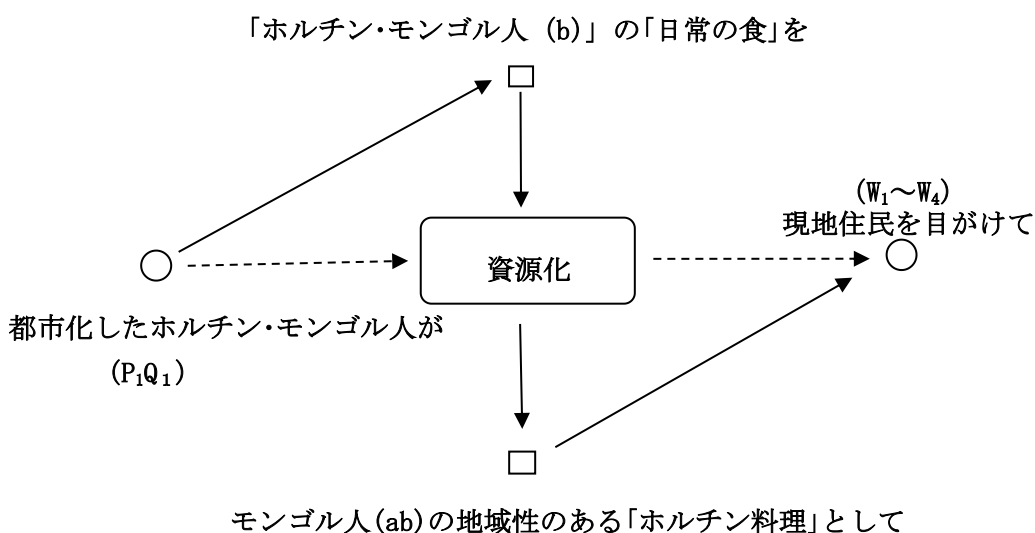 「ホルチン・モンゴル人 (b)」の「日常の食」を
(W₁～W₄)
現地住民を目がけて
資源化
都市化したホルチン・モンゴル人が
(P₁Q₁)
モンゴル人(ab)の地域性のある「ホルチン料理」として